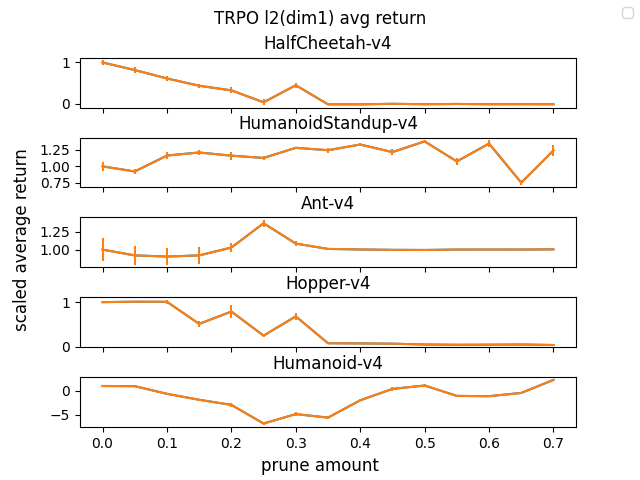 TRPO l2(dim1) avg return
HalfCheetah-v4
1
0
HumanoidStandup-v4
1.25
1.00
0.75
Ant-v4
1.25
1.00
Hopper-v4
1
0
Humanoid-v4
0
−5
0.0 0.1 0.2 0.3 0.4 0.5 0.6 0.7
prune amount
scaled average return